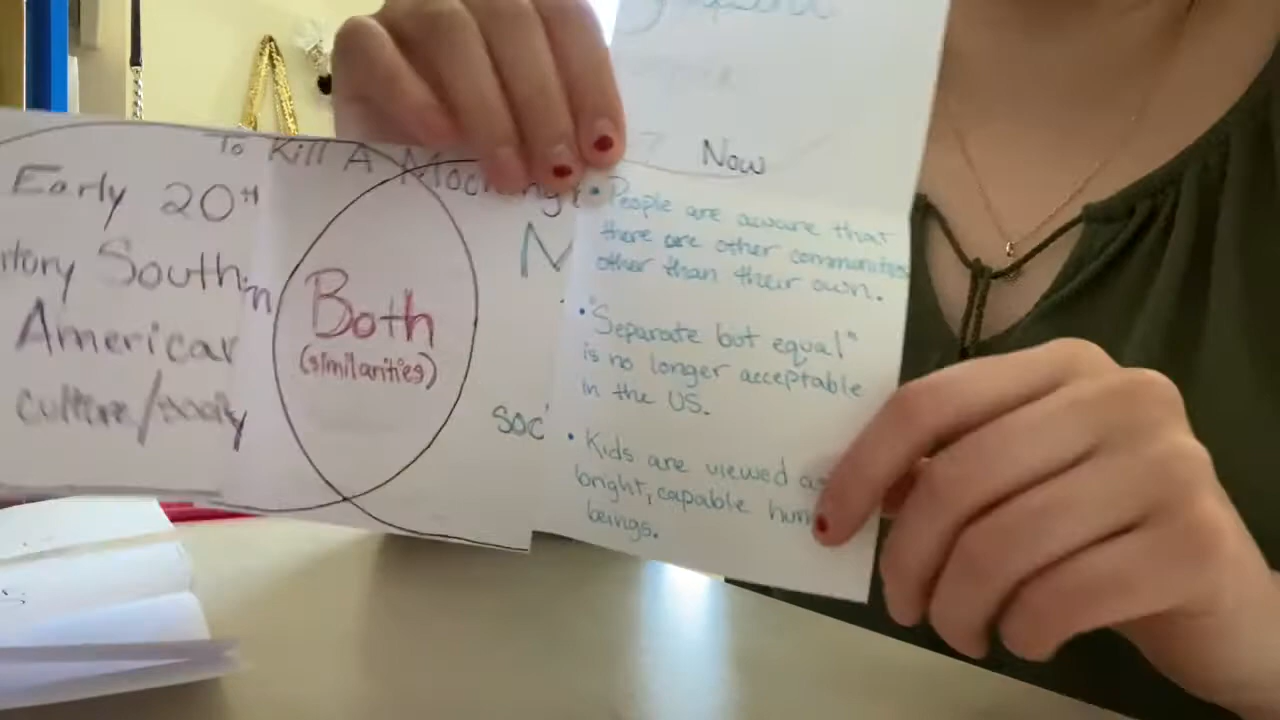 To Kill A Mocking
Early 20th
South
American
culture/
Both
(similarities)
N
soc
Now
• People are aware that
there are other communities
other than their own.
• "Separate but equal"
is no longer acceptable
in the US.
• Kids are viewed as
bright, capable hum
beings.